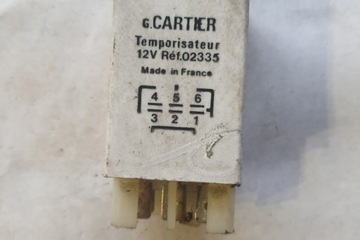 G.CARTIER
Temporisateur
12V Réf.02335
Made in France
4 5 6
3 2 1